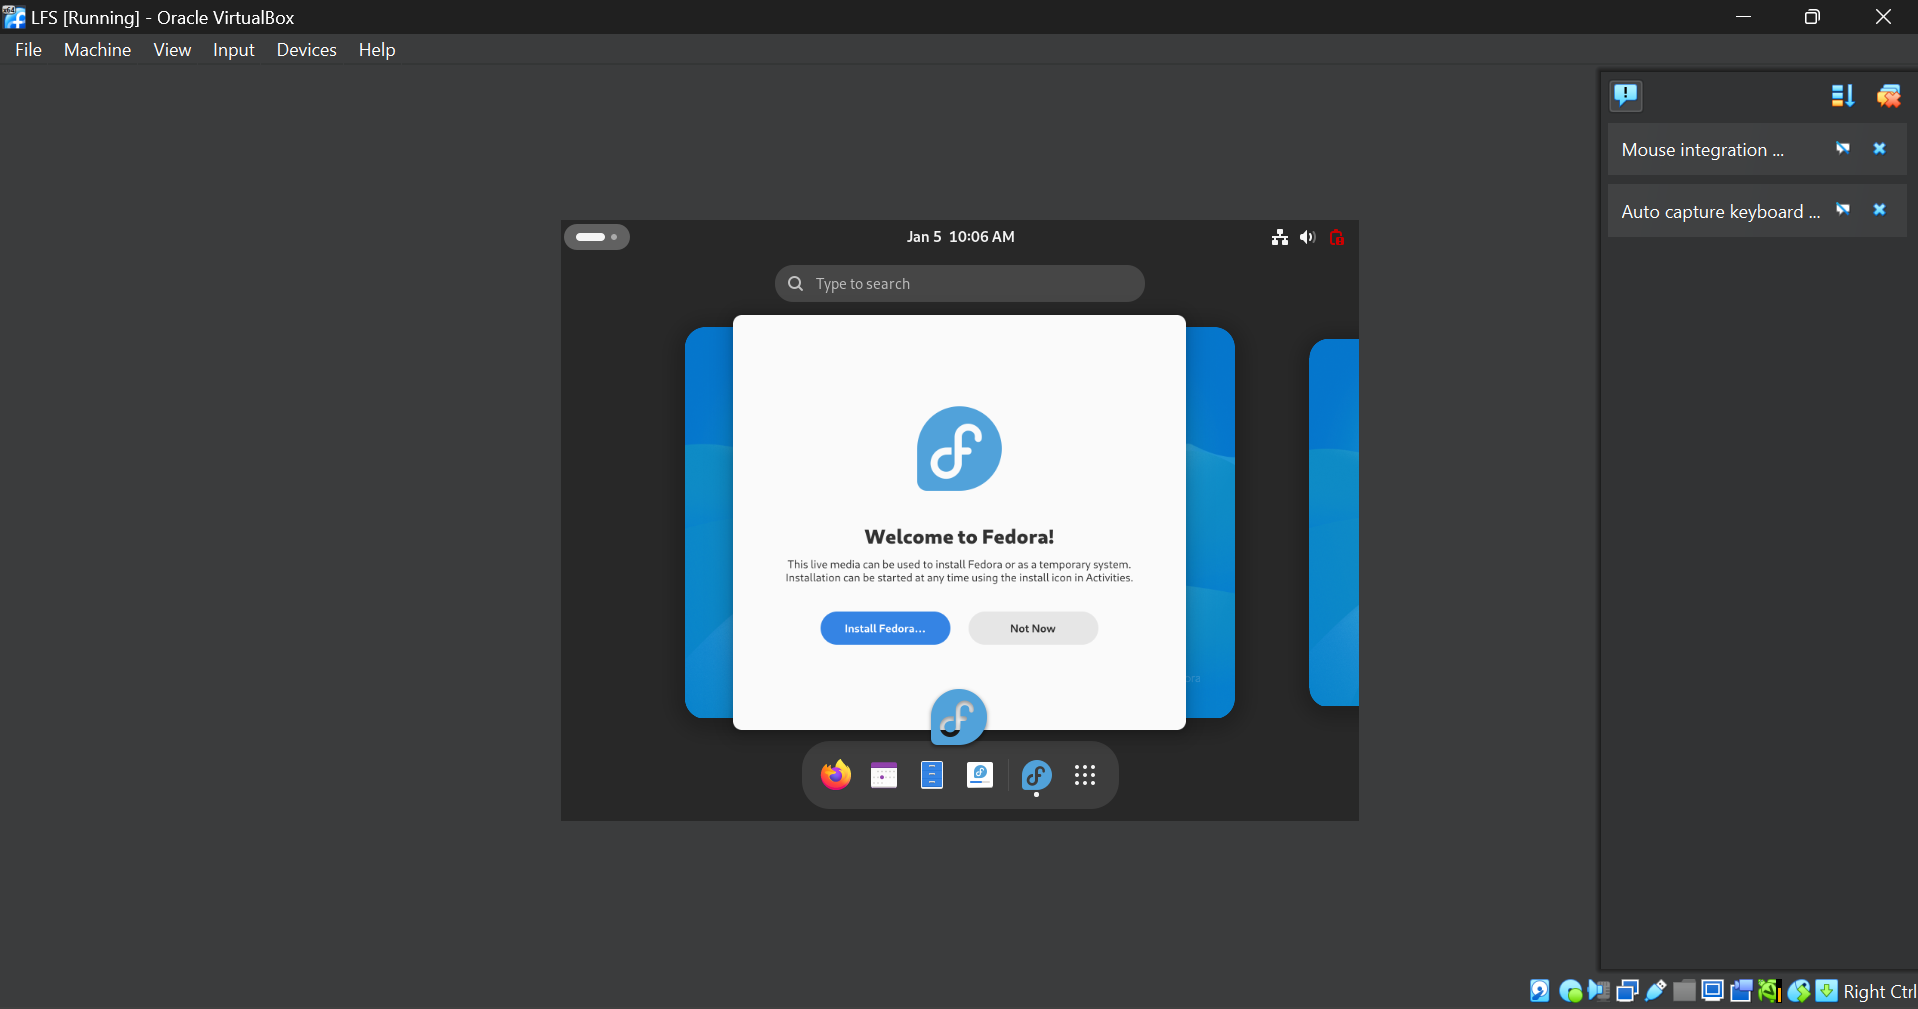 LFS [Running] - Oracle VirtualBox
File Machine View Input Devices Help
Mouse integration ...
Auto capture keyboard ...
Jan 5 10:06 AM
Type to search
Welcome to Fedora!
This live media can be used to install Fedora or as a temporary system.
Installation can be started at any time using the install icon in Activities.
Install Fedora...
Not Now
Right Ctrl